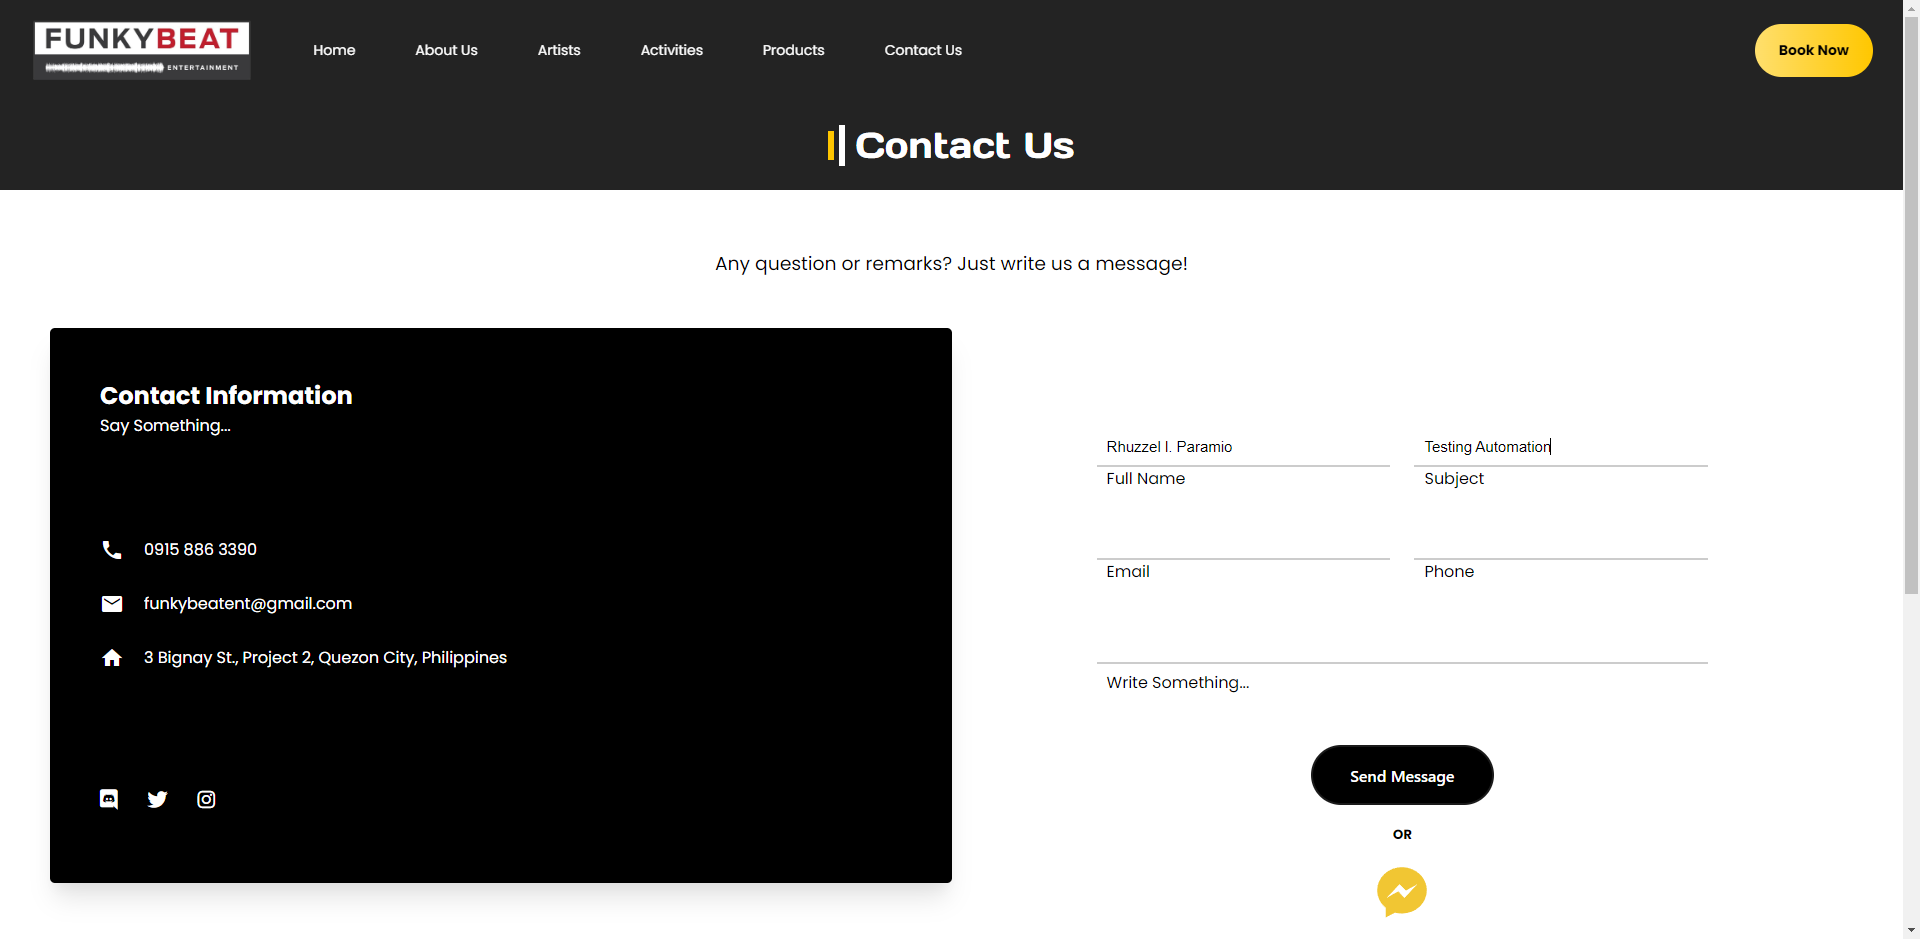 FUNKYBEAT
ENTERTAINMENT
Home
About Us
Artists
Activities
Products
Contact Us
Book Now
Contact Us
Any question or remarks? Just write us a message!
Contact Information
Say Something...
0915 886 3390
funkybeatent@gmail.com
3 Bignay St., Project 2, Quezon City, Philippines
Rhuzzel I. Paramio
Testing Automation
Full Name
Subject
Email
Phone
Write Something...
Send Message
OR